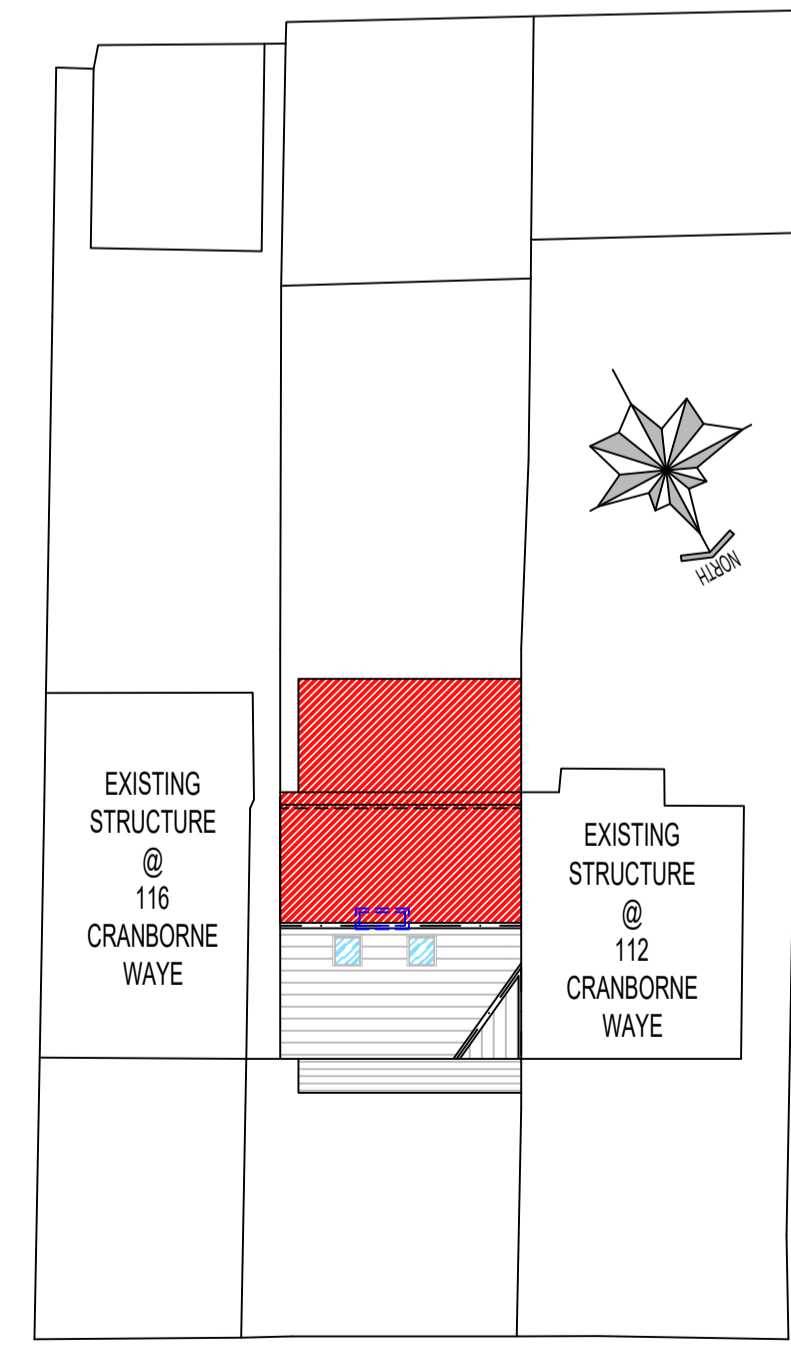 NORTH
EXISTING
STRUCTURE
@
116
CRANBORNE
WAYE
EXISTING
STRUCTURE
@
112
CRANBORNE
WAYE